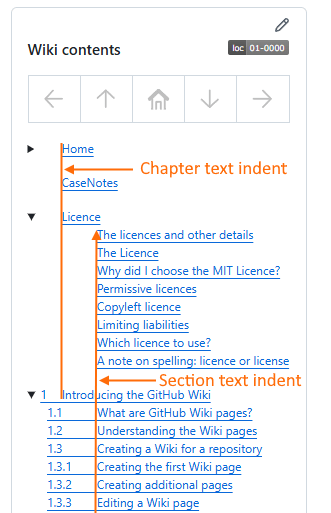 Wiki contents
loc 01-0000
Home
Chapter text indent
CaseNotes
Licence
The licences and other details
The Licence
Why did I choose the MIT Licence?
Permissive licences
Copyleft licence
Limiting liabilities
Which licence to use?
A note on spelling: licence or license
Section text indent
1 Introducing the GitHub Wiki
1.1 What are GitHub Wiki pages?
1.2 Understanding the Wiki pages
1.3 Creating a Wiki for a repository
1.3.1 Creating the first Wiki page
1.3.2 Creating additional pages
1.3.3 Editing a Wiki page